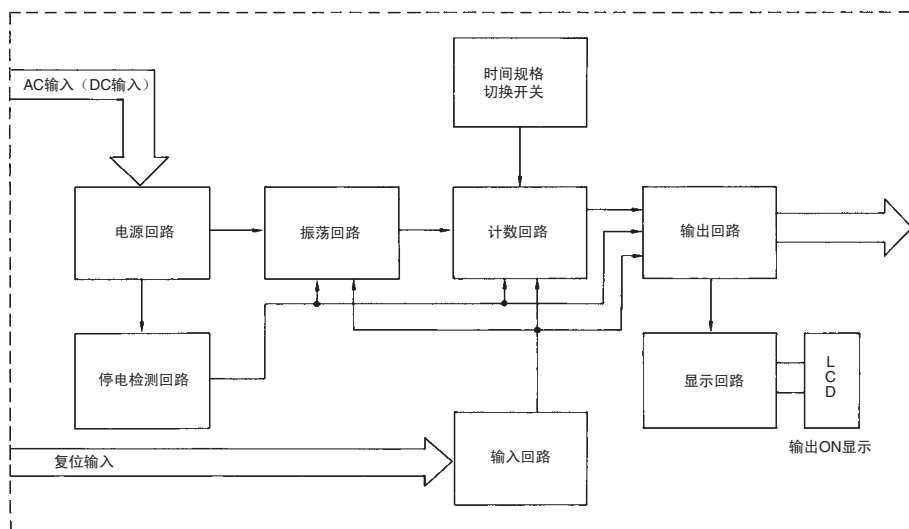 时间规格
切换开关
AC输入（DC输入）
电源回路
振荡回路
计数回路
输出回路
停电检测回路
显示回路
L
C
D
输出ON显示
复位输入
输入回路